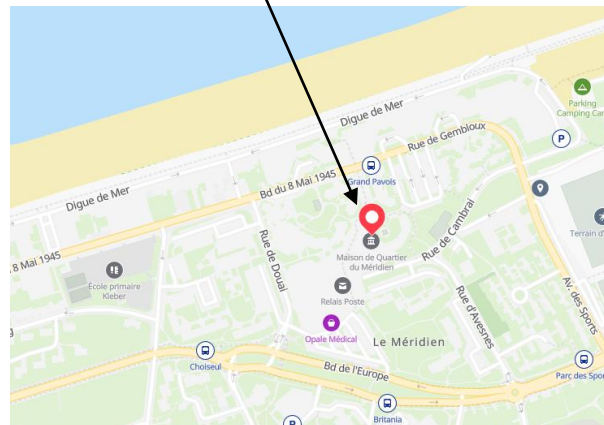 Digue de Mer
Parking
Camping Car
P
Rue de Gembloux
Grand Pavois
Bd du 8 Mai 1945
Digue de Mer
Rue de Cambrai
Terrain d'
Maison de Quartier
du Méridien
8 Mai 1945
Rue de Douai
École primaire
Kleber
Relais Poste
Av. des Sports
Rue d'Avesnes
Opale Médical
Le Méridien
Choiseul
Bd de l'Europe
Parc des Spor
Britania
P